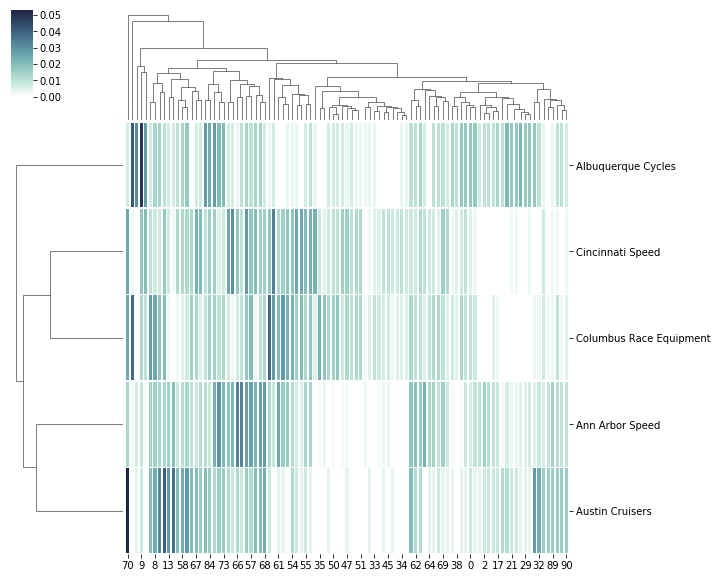 0.05
0.04
0.03
0.02
0.01
0.00
Albuquerque Cycles
Cincinnati Speed
Columbus Race Equipment
Ann Arbor Speed
Austin Cruisers
70 9 8 13 58 67 84 73 66 57 68 61 54 55 35 50 47 51 33 45 34 62 64 69 38 0 2 17 21 29 32 89 90